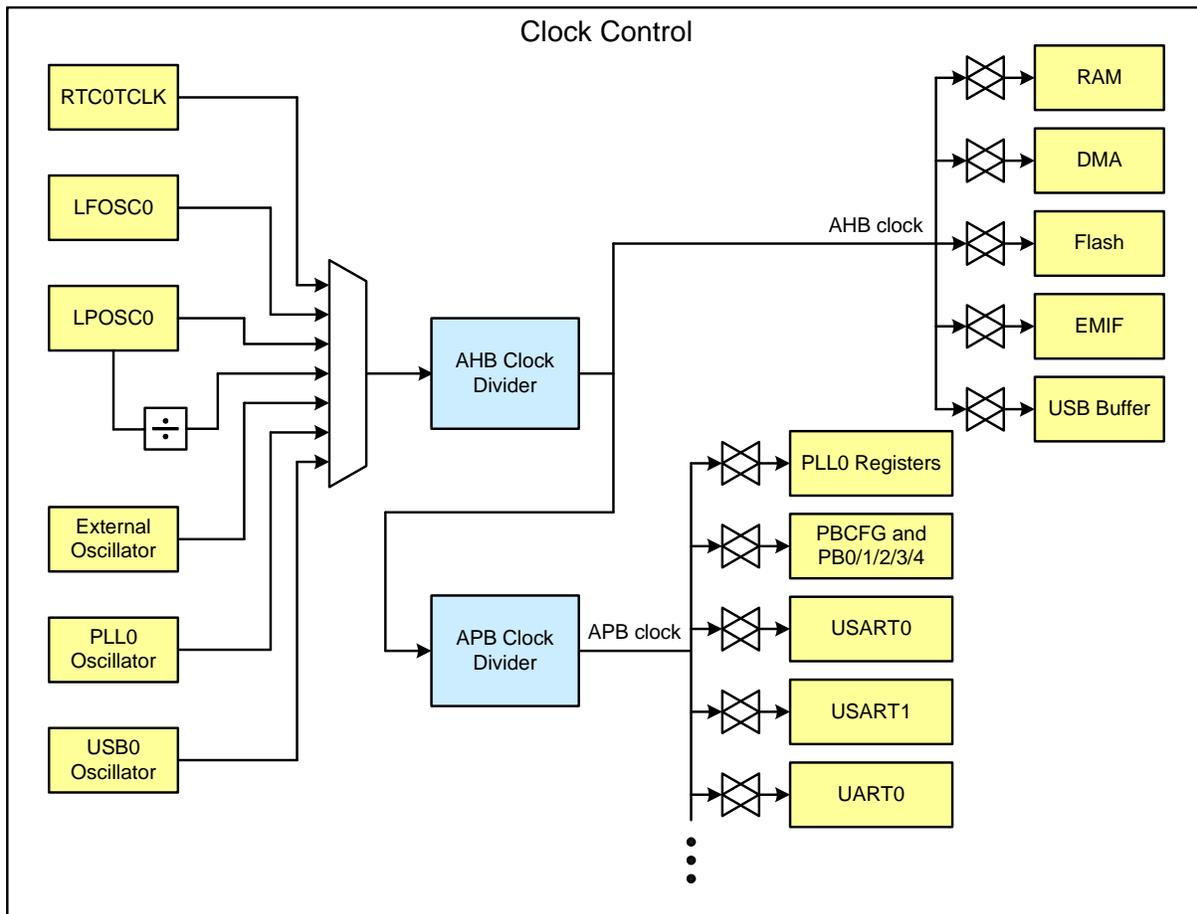 Clock Control
RTC0TCLK
LFOSC0
LPOSC0
÷
External
Oscillator
PLL0
Oscillator
USB0
Oscillator
AHB Clock
Divider
APB Clock
Divider
AHB clock
APB clock
RAM
DMA
Flash
EMIF
USB Buffer
PLL0 Registers
PBCFG and
PB0/1/2/3/4
USART0
USART1
UART0